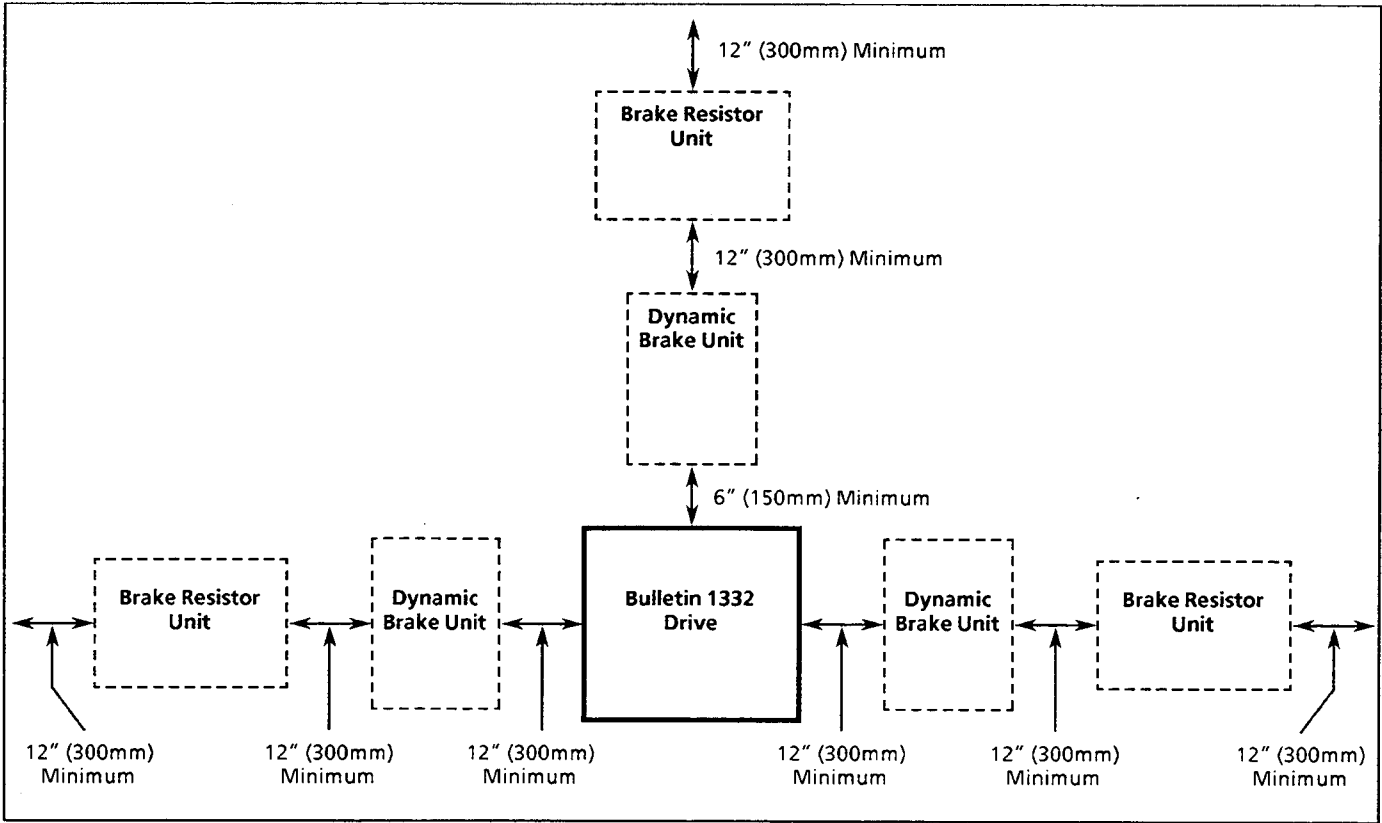 12" (300mm) Minimum
Brake Resistor
Unit
12" (300mm) Minimum
Dynamic
Brake Unit
6" (150mm) Minimum
Brake Resistor
Unit
Dynamic
Brake Unit
Bulletin 1332
Drive
Dynamic
Brake Unit
Brake Resistor
Unit
12" (300mm)
Minimum
12" (300mm)
Minimum
12" (300mm)
Minimum
12" (300mm)
Minimum
12" (300mm)
Minimum
12" (300mm)
Minimum